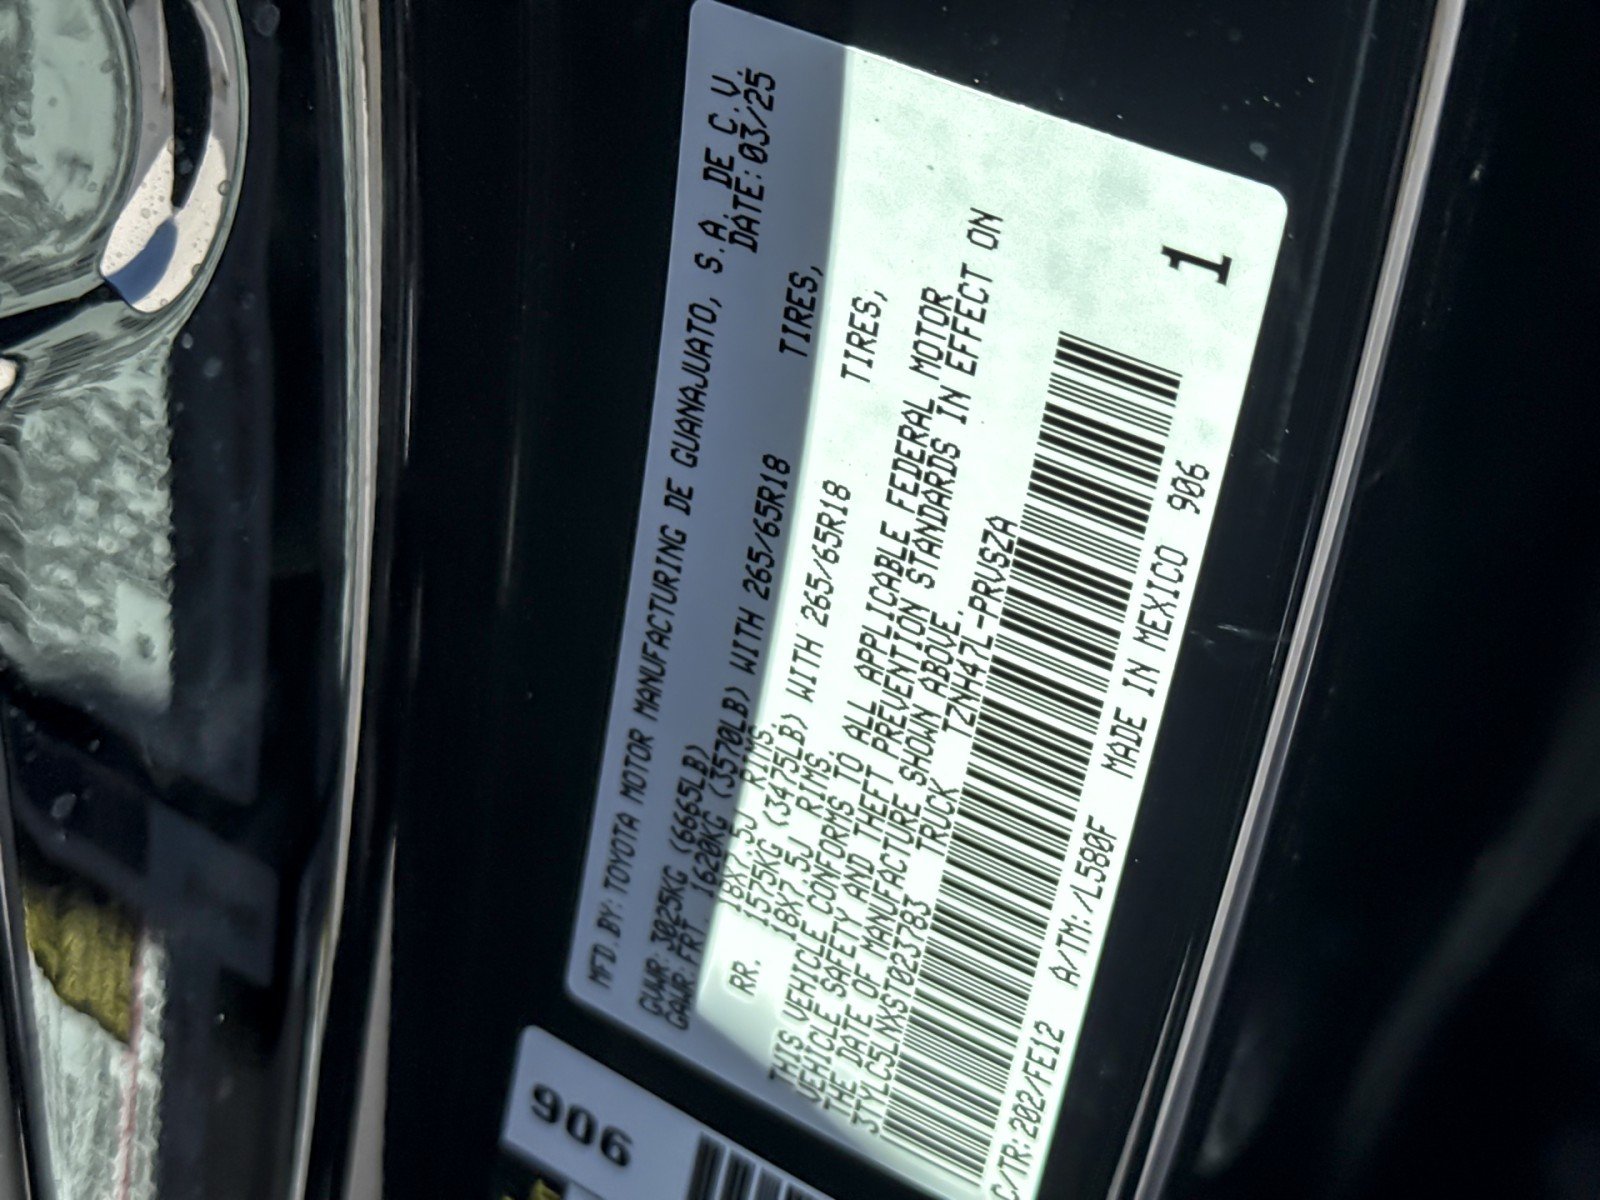 MFD.BY:TOYOTA MOTOR MANUFACTURING DE GUANAJUATO, S.A. DE C.V.
DATE:03/25
GVWR:3025KG (6665LB)
GAWR:FRT. 1620KG (3570LB) WITH 265/65R18 TIRES,
18X7.5J RIMS.
RR. 1575KG (3475LB) WITH 265/65R18 TIRES,
18X7.5J RIMS.
THIS VEHICLE CONFORMS TO ALL APPLICABLE FEDERAL MOTOR
VEHICLE SAFETY AND THEFT PREVENTION STANDARDS IN EFFECT ON
THE DATE OF MANUFACTURE SHOWN ABOVE.
3TYLC5LNXST023783 TRUCK TZNH47L-PRVSZA
1
C/TR:202/FE12 A/TM:/L580F MADE IN MEXICO 906
906